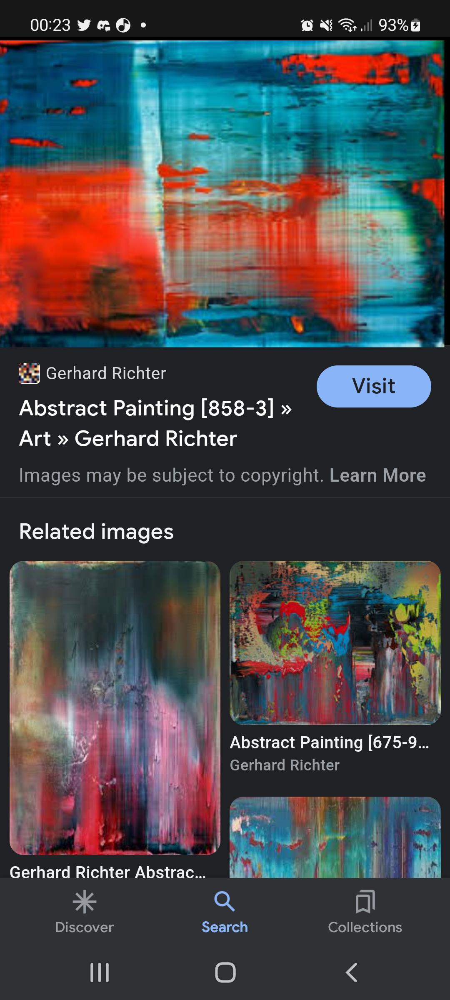 00:23
93%
Gerhard Richter
Visit
Abstract Painting [858-3] »
Art » Gerhard Richter
Images may be subject to copyright. Learn More
Related images
Abstract Painting [675-9...
Gerhard Richter
Gerhard Richter Abstrac...
Discover
Search
Collections